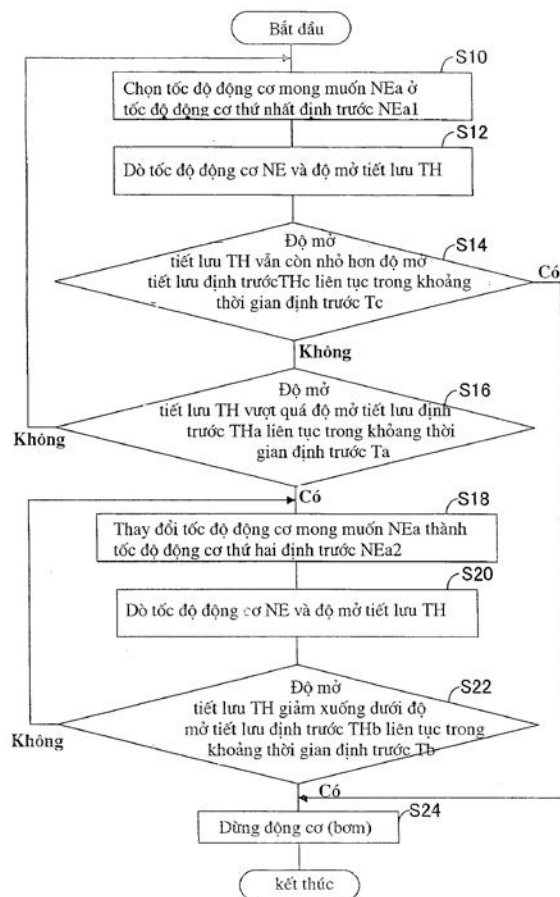 Bắt đầu
S10
Chọn tốc độ động cơ mong muốn NEa ở
tốc độ động cơ thứ nhất định trước NEa1
S12
Dò tốc độ động cơ NE và độ mở tiết lưu TH
S14
Độ mở
tiết lưu TH vẫn còn nhỏ hơn độ mở
tiết lưu định trướcTHc liên tục trong khoảng
thời gian định trước Tc
Có
Không
S16
Độ mở
tiết lưu TH vượt quá độ mở tiết lưu định
trước THa liên tục trong khỏang thời
gian định trước Ta
Không
Có
S18
Thay đổi tốc độ động cơ mong muốn NEa thành
tốc độ động cơ thứ hai định trước NEa2
S20
Dò tốc độ động cơ NE và độ mở tiết lưu TH
S22
Độ mở
tiết lưu TH giảm xuống dưới độ
mở tiết lưu định trước THb liên tục trong
khoảng thời gian định trước Tb
Không
Có
S24
Dừng động cơ (bơm)
kết thúc